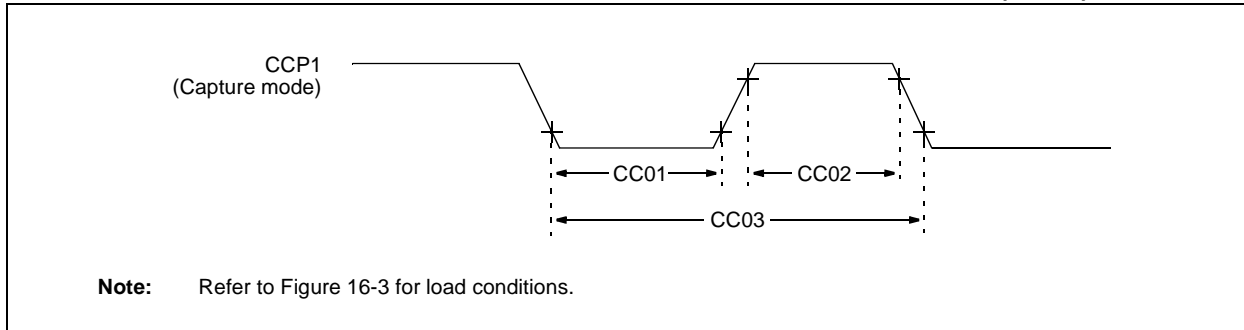 CCP1
(Capture mode)
CC01
CC02
CC03
Note: Refer to Figure 16-3 for load conditions.